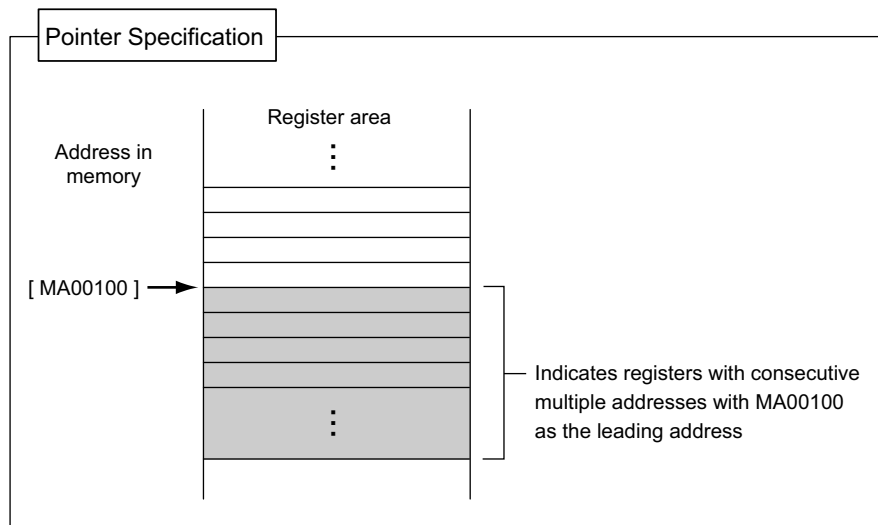 Pointer Specification
Register area
⋮
Address in
memory
[ MA00100 ]
Indicates registers with consecutive
multiple addresses with MA00100
as the leading address
⋮